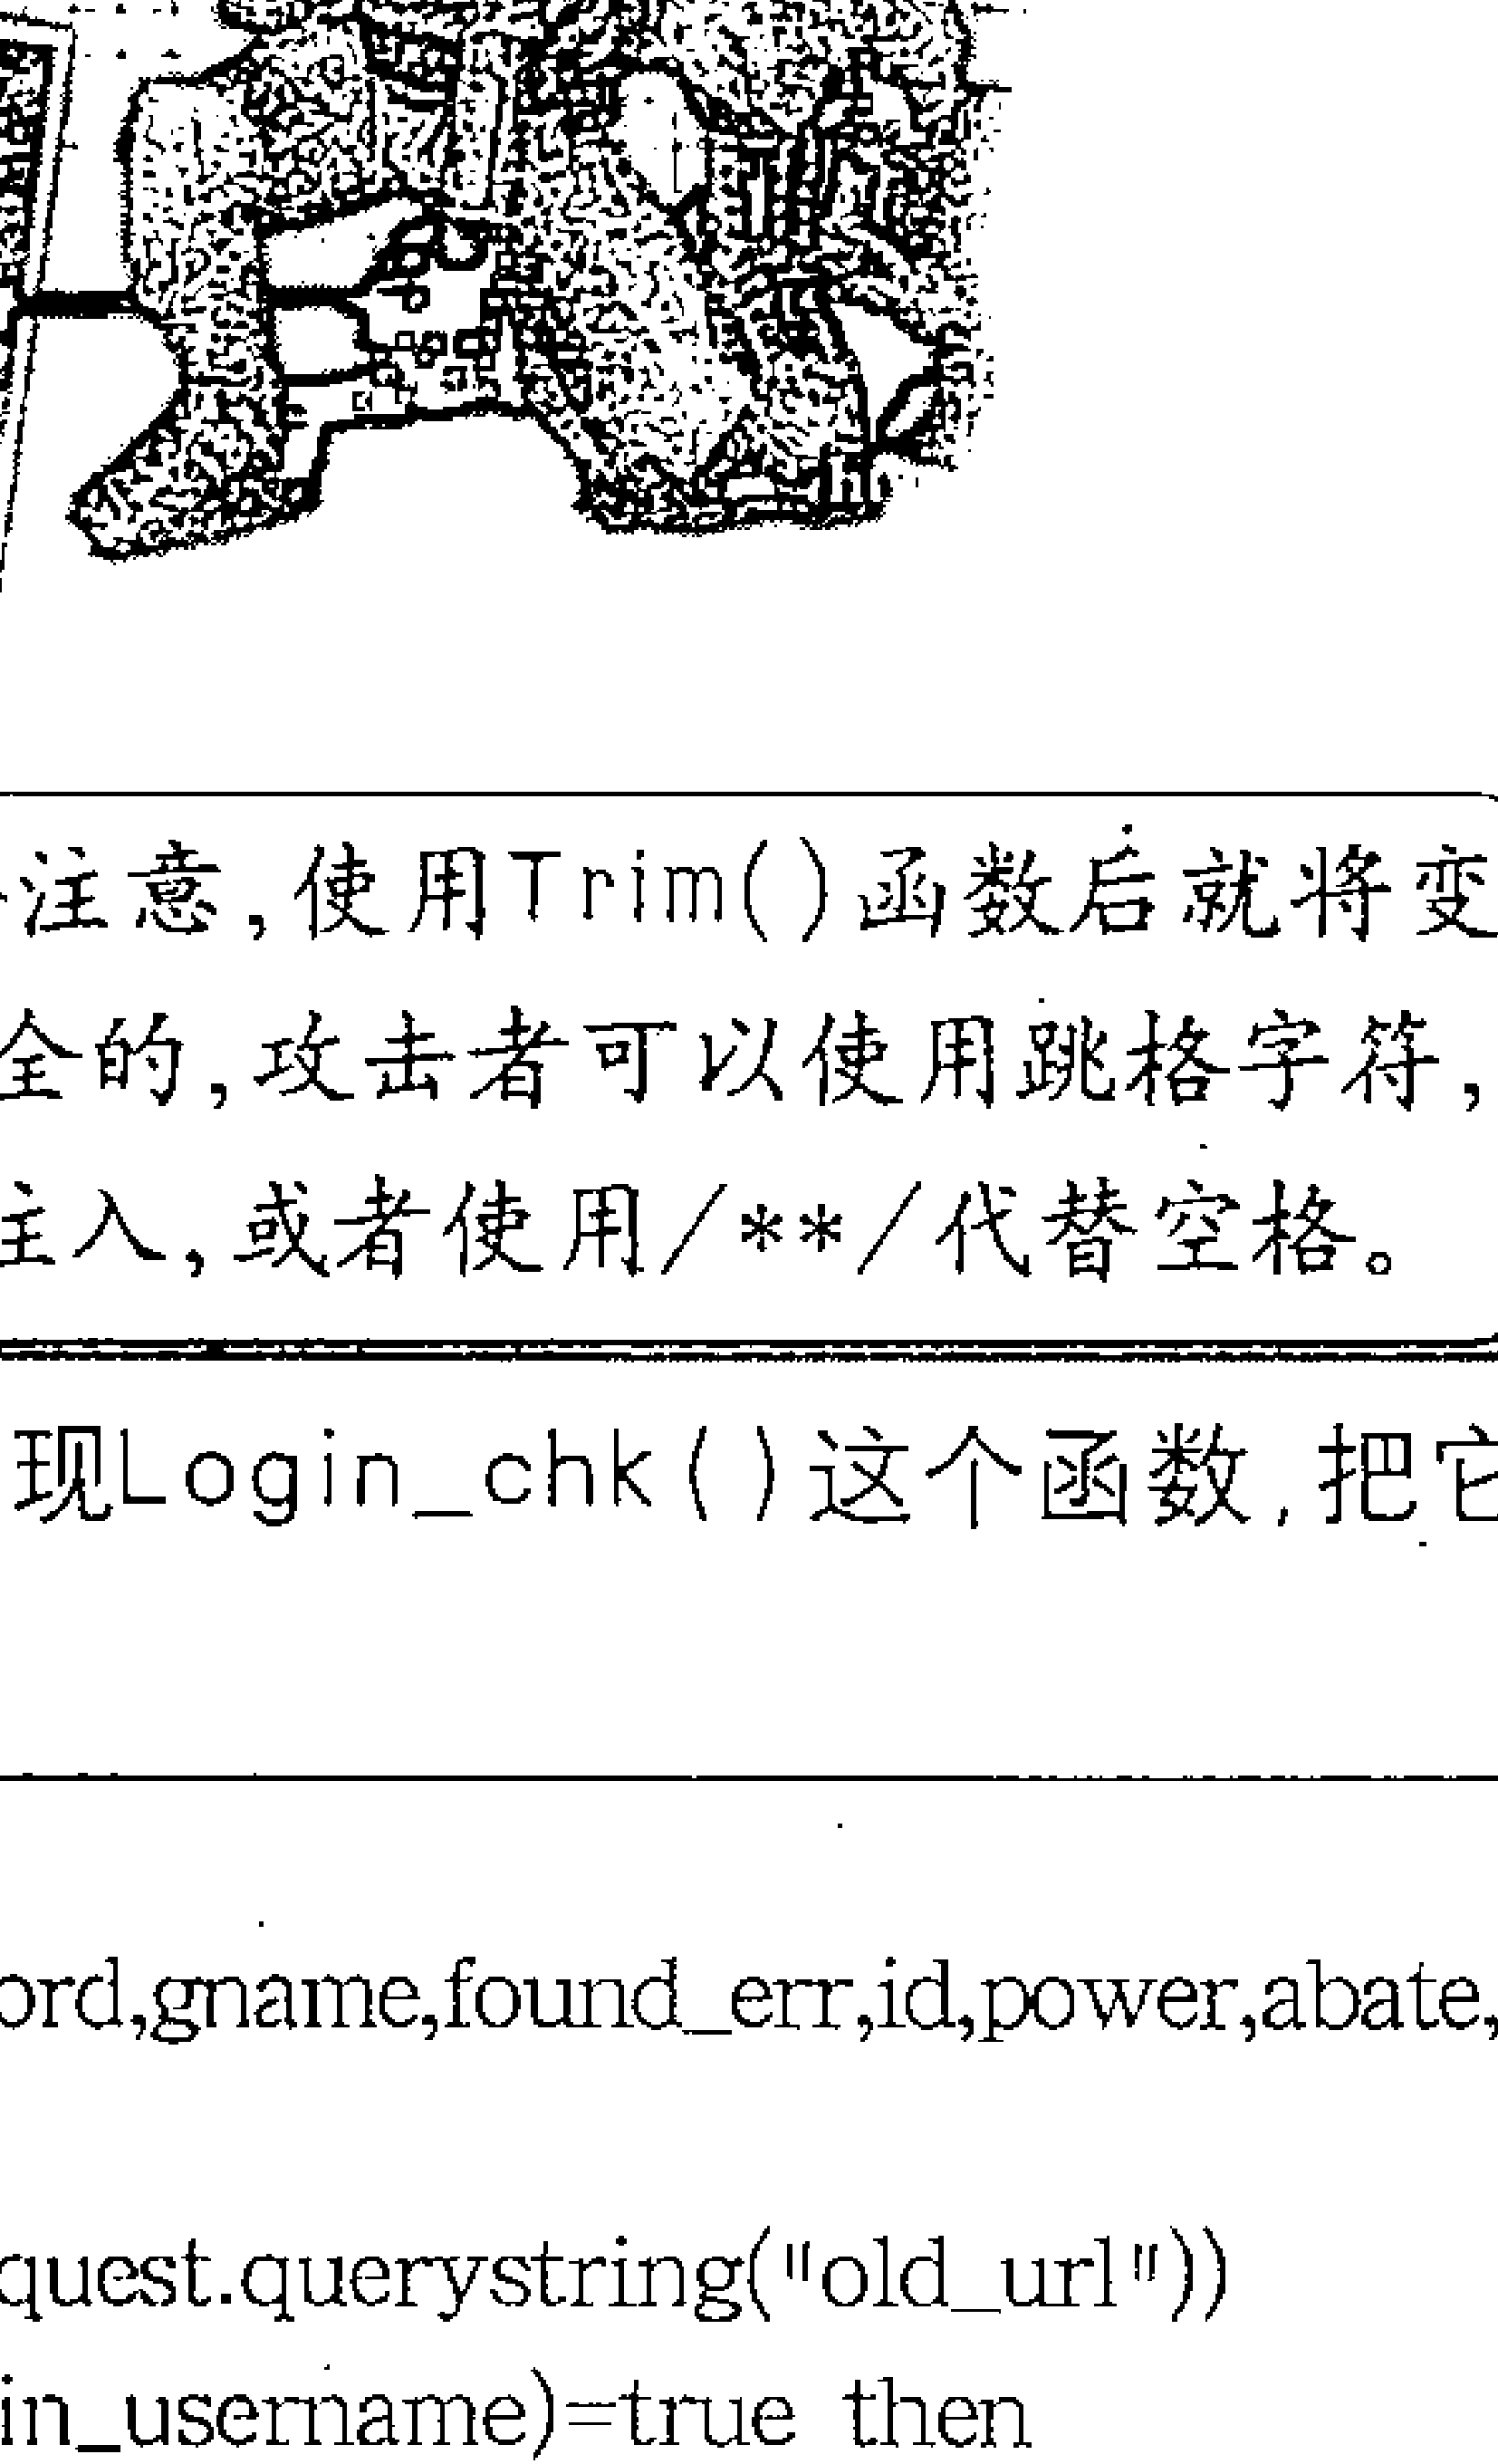 注意,使用Trim()函数后就将变
全的,攻击者可以使用跳格字符,
入,或者使用/**/代替空格。
现Login_chk()这个函数,把它
ord,gname,found_err,id,power,abate,
quest.querystring("old_url"))
in_username)=true then